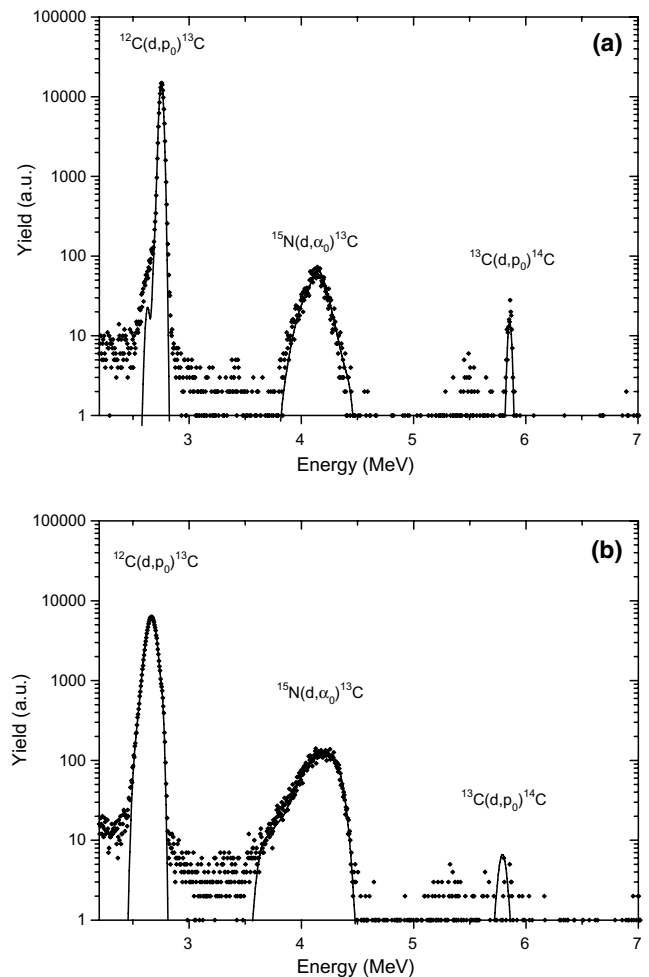 (a)
¹²C(d,p₀)¹³C
¹⁵N(d,α₀)¹³C
¹³C(d,p₀)¹⁴C
100000
10000
1000
100
10
1
Yield (a.u.)
3 4 5 6 7
Energy (MeV)
(b)
¹²C(d,p₀)¹³C
¹⁵N(d,α₀)¹³C
¹³C(d,p₀)¹⁴C
100000
10000
1000
100
10
1
Yield (a.u.)
3 4 5 6 7
Energy (MeV)